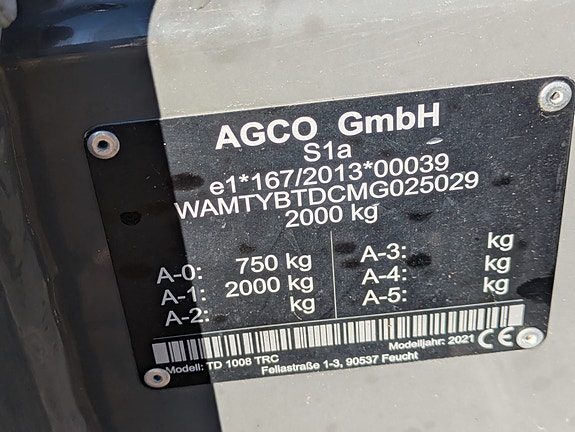 AGCO GmbH
S1a
e1*167/2013*00039
WAMTYBTDCMG025029
2000 kg
A-0: 750 kg
A-1: 2000 kg
A-2: kg
A-3: kg
A-4: kg
A-5: kg
Modell: TD 1008 TRC
Modelljahr: 2021 CE
Fellastraße 1-3, 90537 Feucht